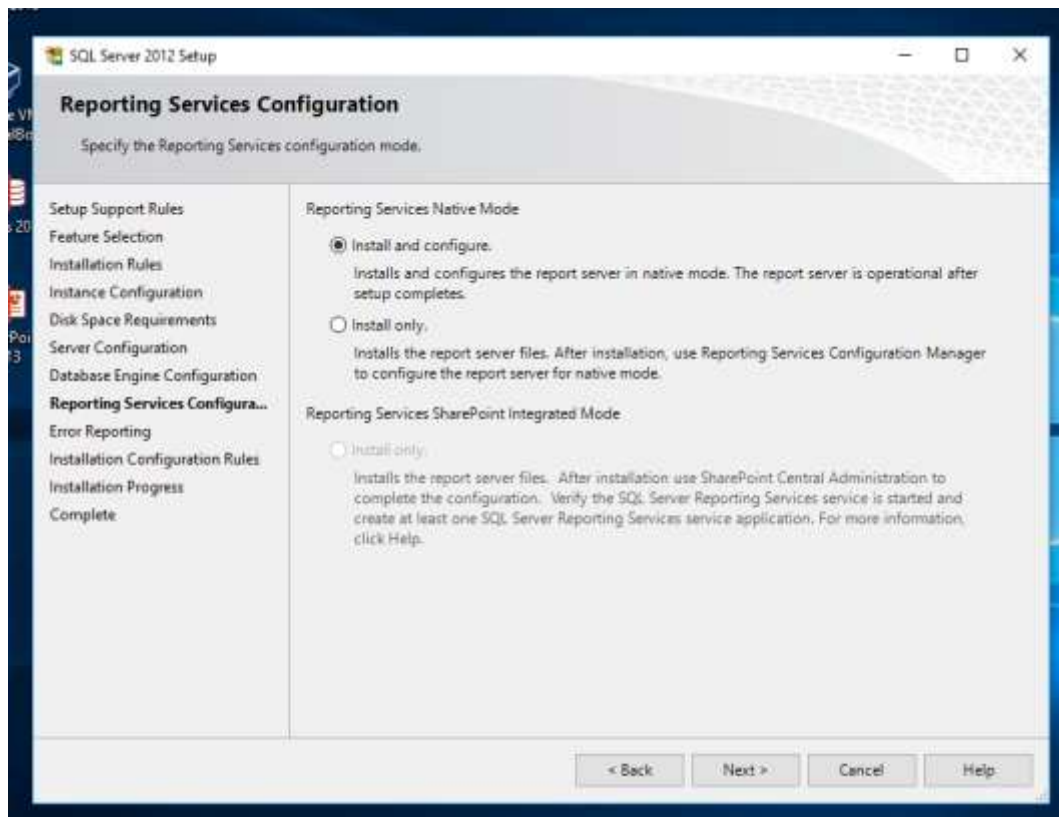 SQL Server 2012 Setup
Reporting Services Configuration
Specify the Reporting Services configuration mode.
Setup Support Rules
Feature Selection
Installation Rules
Instance Configuration
Disk Space Requirements
Server Configuration
Database Engine Configuration
Reporting Services Configura...
Error Reporting
Installation Configuration Rules
Installation Progress
Complete
Reporting Services Native Mode
Install and configure.
Installs and configures the report server in native mode. The report server is operational after
setup completes.
Install only.
Installs the report server files. After installation, use Reporting Services Configuration Manager
to configure the report server for native mode.
Reporting Services SharePoint Integrated Mode
Install only.
Installs the report server files. After installation use SharePoint Central Administration to
complete the configuration. Verify the SQL Server Reporting Services service is started and
create at least one SQL Server Reporting Services service application. For more information,
click Help.
< Back
Next >
Cancel
Help